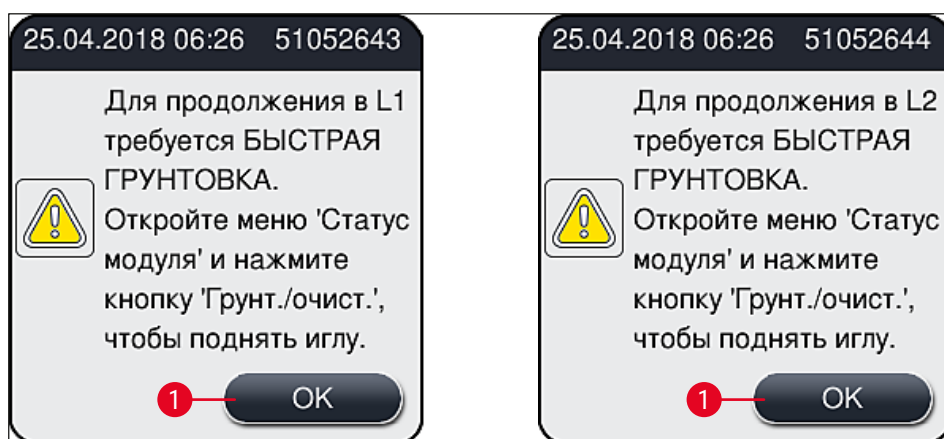 25.04.2018 06:26 51052643
Для продолжения в L1
требуется БЫСТРАЯ
ГРУНТОВКА.
Откройте меню 'Статус
модуля' и нажмите
кнопку 'Грунт./очист.',
чтобы поднять иглу.
1
OK
25.04.2018 06:26 51052644
Для продолжения в L2
требуется БЫСТРАЯ
ГРУНТОВКА.
Откройте меню 'Статус
модуля' и нажмите
кнопку 'Грунт./очист.',
чтобы поднять иглу.
1
OK